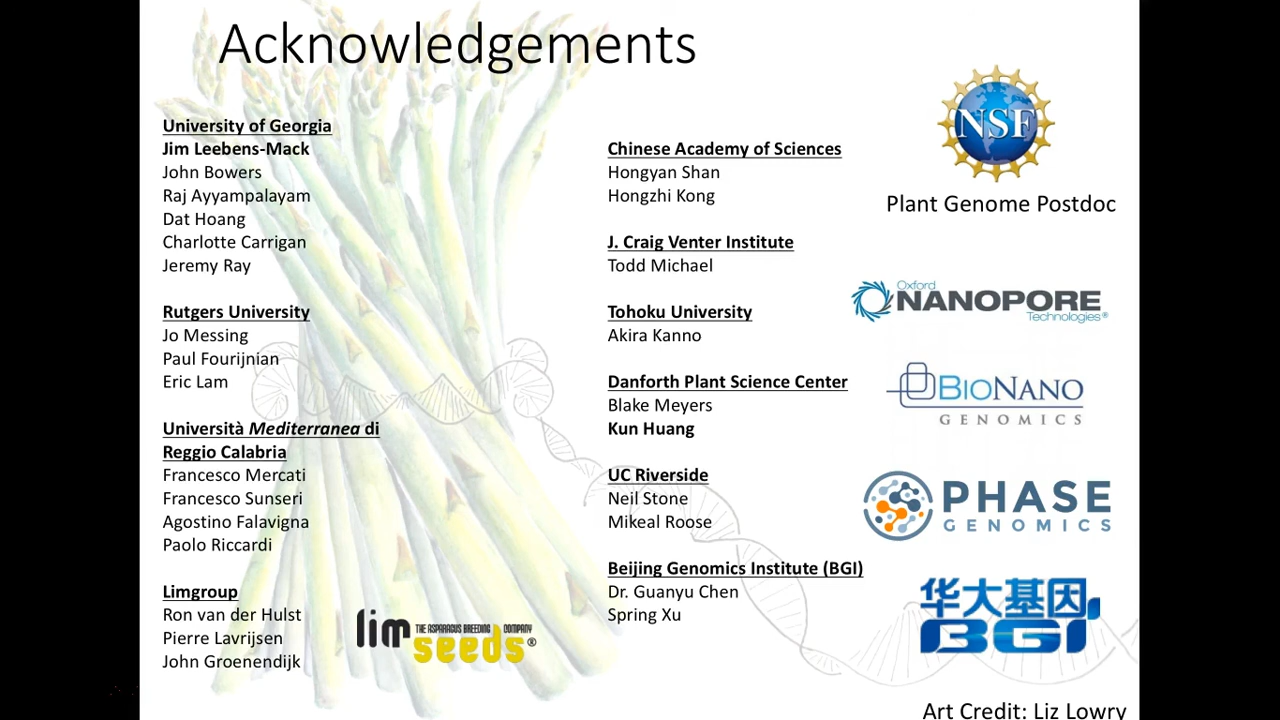 Acknowledgements
University of Georgia
Jim Leebens-Mack
John Bowers
Raj Ayyampalayam
Dat Hoang
Charlotte Carrigan
Jeremy Ray
Rutgers University
Jo Messing
Paul Fourijnian
Eric Lam
Università Mediterranea di
Reggio Calabria
Francesco Mercati
Francesco Sunseri
Agostino Falavigna
Paolo Riccardi
Limgroup
Ron van der Hulst
Pierre Lavrijsen
John Groenendijk
lim THE ASPARAGUS BREEDING COMPANY
seeds®
Chinese Academy of Sciences
Hongyan Shan
Hongzhi Kong
J. Craig Venter Institute
Todd Michael
Tohoku University
Akira Kanno
Danforth Plant Science Center
Blake Meyers
Kun Huang
UC Riverside
Neil Stone
Mikeal Roose
Beijing Genomics Institute (BGI)
Dr. Guanyu Chen
Spring Xu
NSF
Plant Genome Postdoc
Oxford
NANOPORE
Technologies®
BIONANO
GENOMICS
PHASE
GENOMICS
华大基因
BGI
Art Credit: Liz Lowry